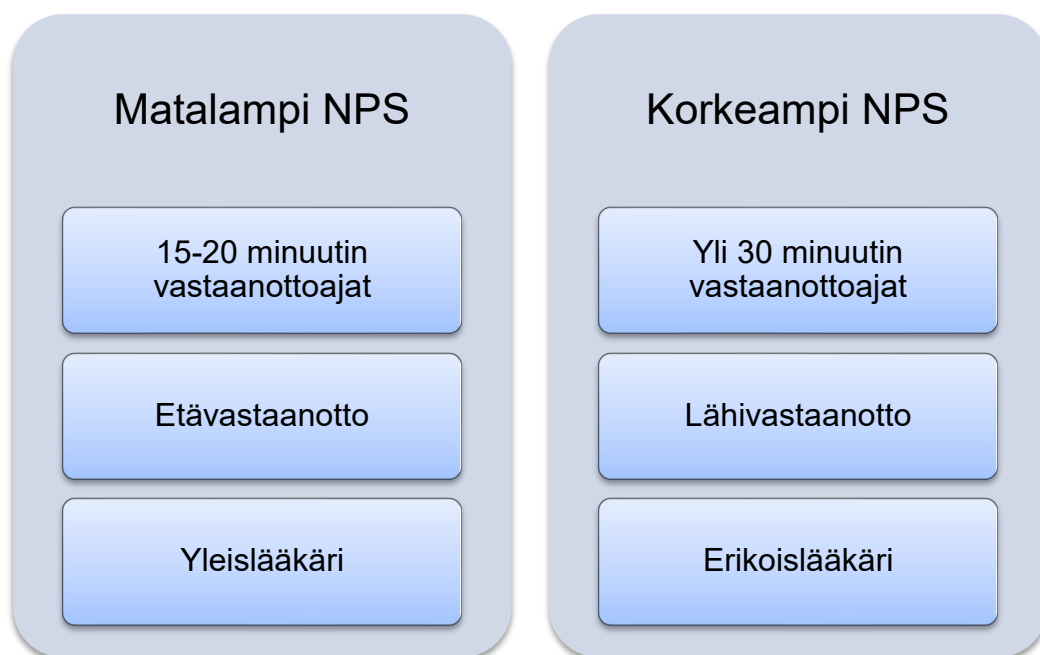 Matalampi NPS
15-20 minuutin
vastaanottoajat
Etävastaanotto
Yleislääkäri
Korkeampi NPS
Yli 30 minuutin
vastaanottoajat
Lähivastaanotto
Erikoislääkäri